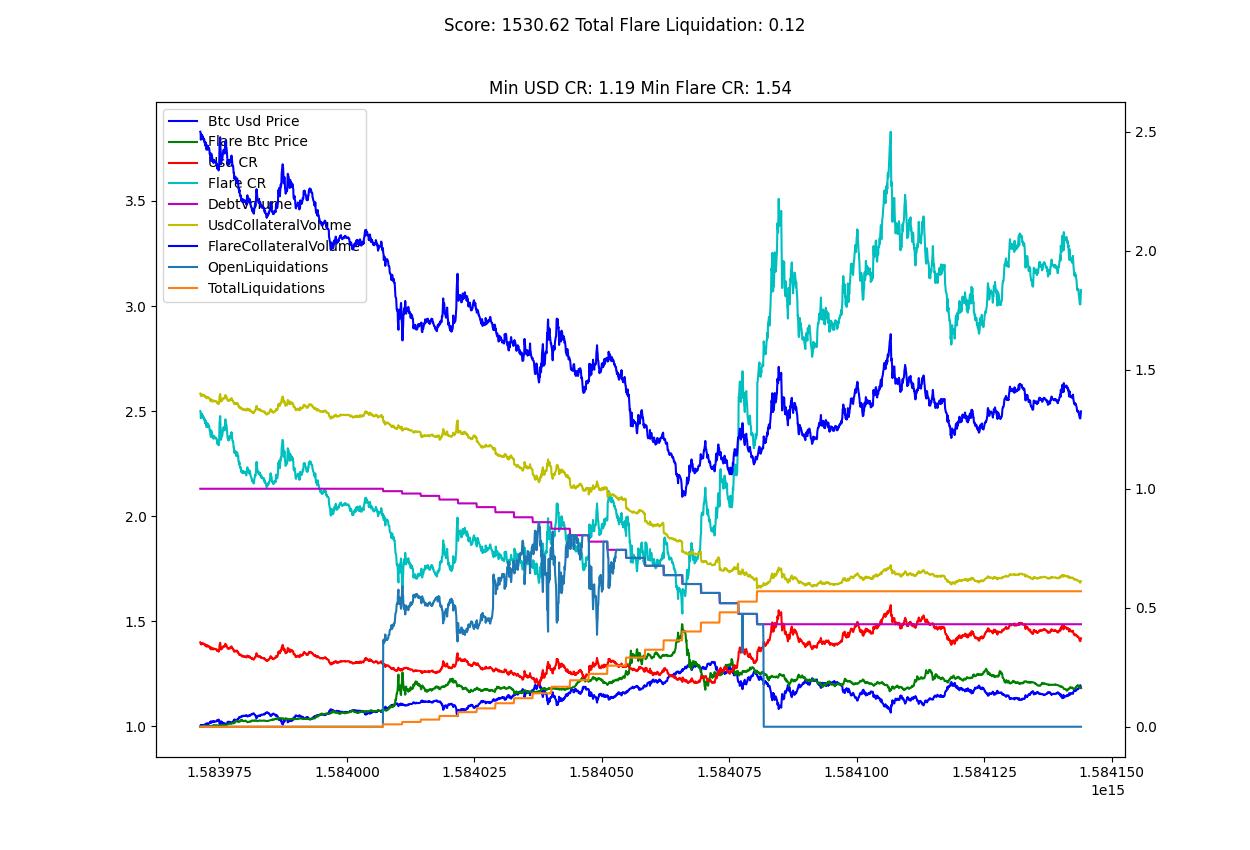 Score: 1530.62 Total Flare Liquidation: 0.12
Min USD CR: 1.19 Min Flare CR: 1.54
Btc Usd Price
Flare Btc Price
Usd CR
Flare CR
DebtVolume
UsdCollateralVolume
FlareCollateralVolume
OpenLiquidations
TotalLiquidations
3.5
3.0
2.5
2.0
1.5
1.0
2.5
2.0
1.5
1.0
0.5
0.0
1.583975
1.584000
1.584025
1.584050
1.584075
1.584100
1.584125
1.584150
1e15